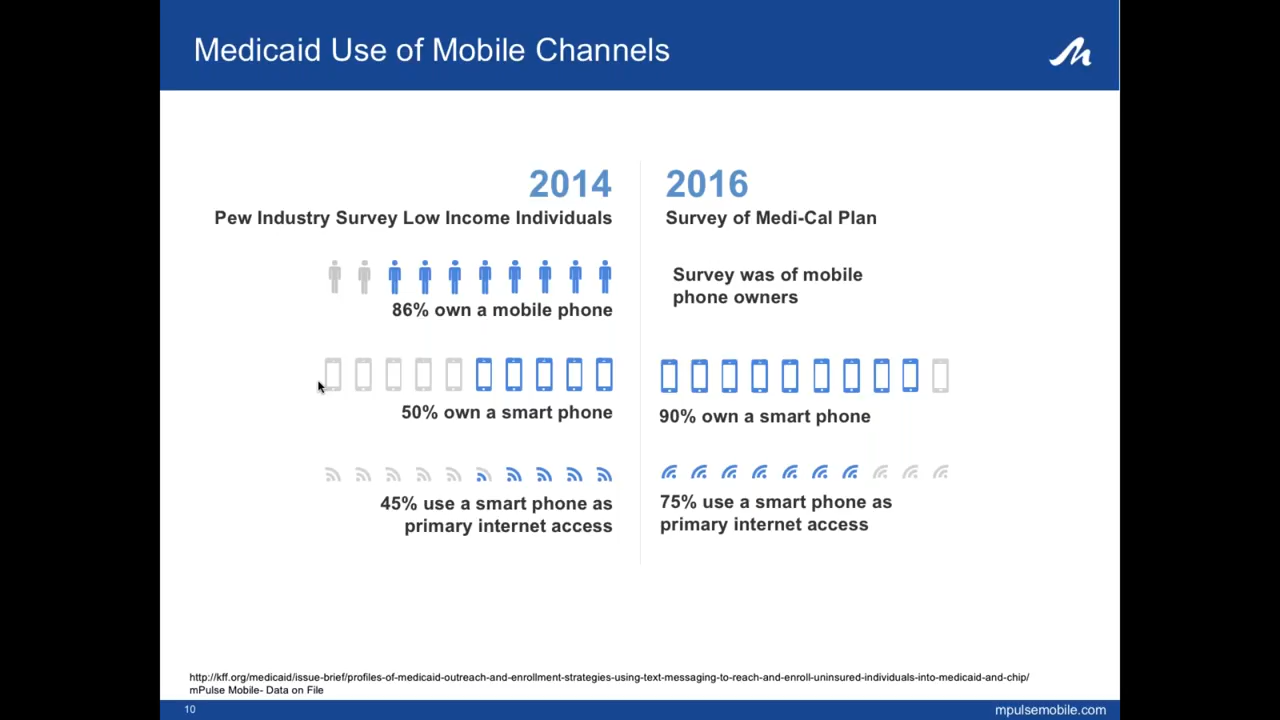 Medicaid Use of Mobile Channels
2014
Pew Industry Survey Low Income Individuals
86% own a mobile phone
50% own a smart phone
45% use a smart phone as
primary internet access
2016
Survey of Medi-Cal Plan
Survey was of mobile
phone owners
90% own a smart phone
75% use a smart phone as
primary internet access
http://kff.org/medicaid/issue-brief/profiles-of-medicaid-outreach-and-enrollment-strategies-using-text-messaging-to-reach-and-enroll-uninsured-individuals-into-medicaid-and-chip/
mPulse Mobile- Data on File
10
mpulsemobile.com